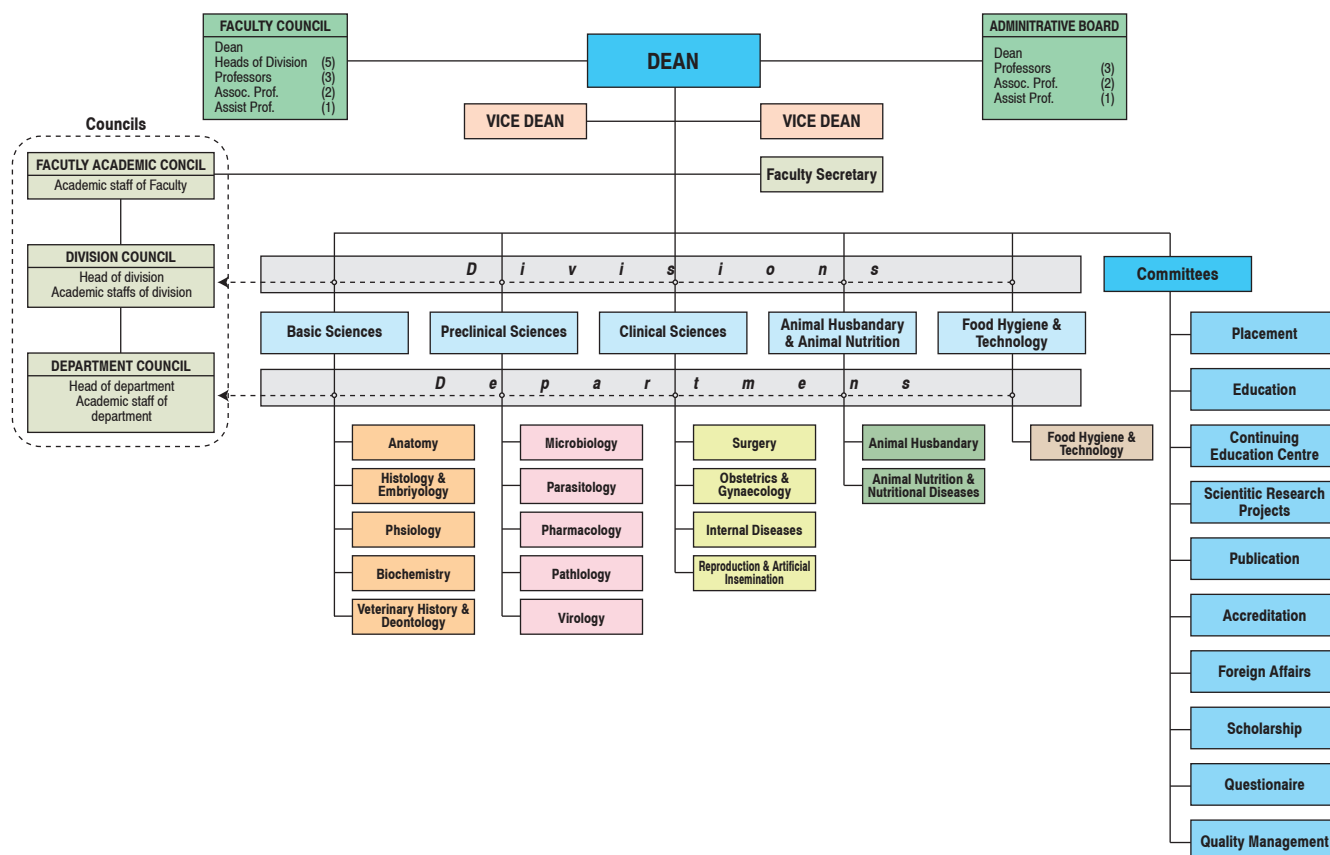 FACULTY COUNCIL
Dean
Heads of Division (5)
Professors (3)
Assoc. Prof. (2)
Assist Prof. (1)
DEAN
ADMINITRATIVE BOARD
Dean
Professors (3)
Assoc. Prof. (2)
Assist Prof. (1)
VICE DEAN
VICE DEAN
Councils
FACUTLY ACADEMIC CONCIL
Academic staff of Faculty
Faculty Secretary
DIVISION COUNCIL
Head of division
Academic staffs of division
DEPARTMENT COUNCIL
Head of department
Academic staff of
department
Divisions
Basic Sciences
Preclinical Sciences
Clinical Sciences
Animal Husbandary
& Animal Nutrition
Food Hygiene &
Technology
Departmens
Anatomy
Histology &
Embriyology
Phsiology
Biochemistry
Veterinary History &
Deontology
Microbiology
Parasitology
Pharmacology
Pathlology
Virology
Surgery
Obstetrics &
Gynaecology
Internal Diseases
Reproduction & Artificial
Insemination
Animal Husbandary
Animal Nutrition &
Nutritional Diseases
Food Hygiene &
Technology
Committees
Placement
Education
Continuing
Education Centre
Scientitic Research
Projects
Publication
Accreditation
Foreign Affairs
Scholarship
Questionaire
Quality Management